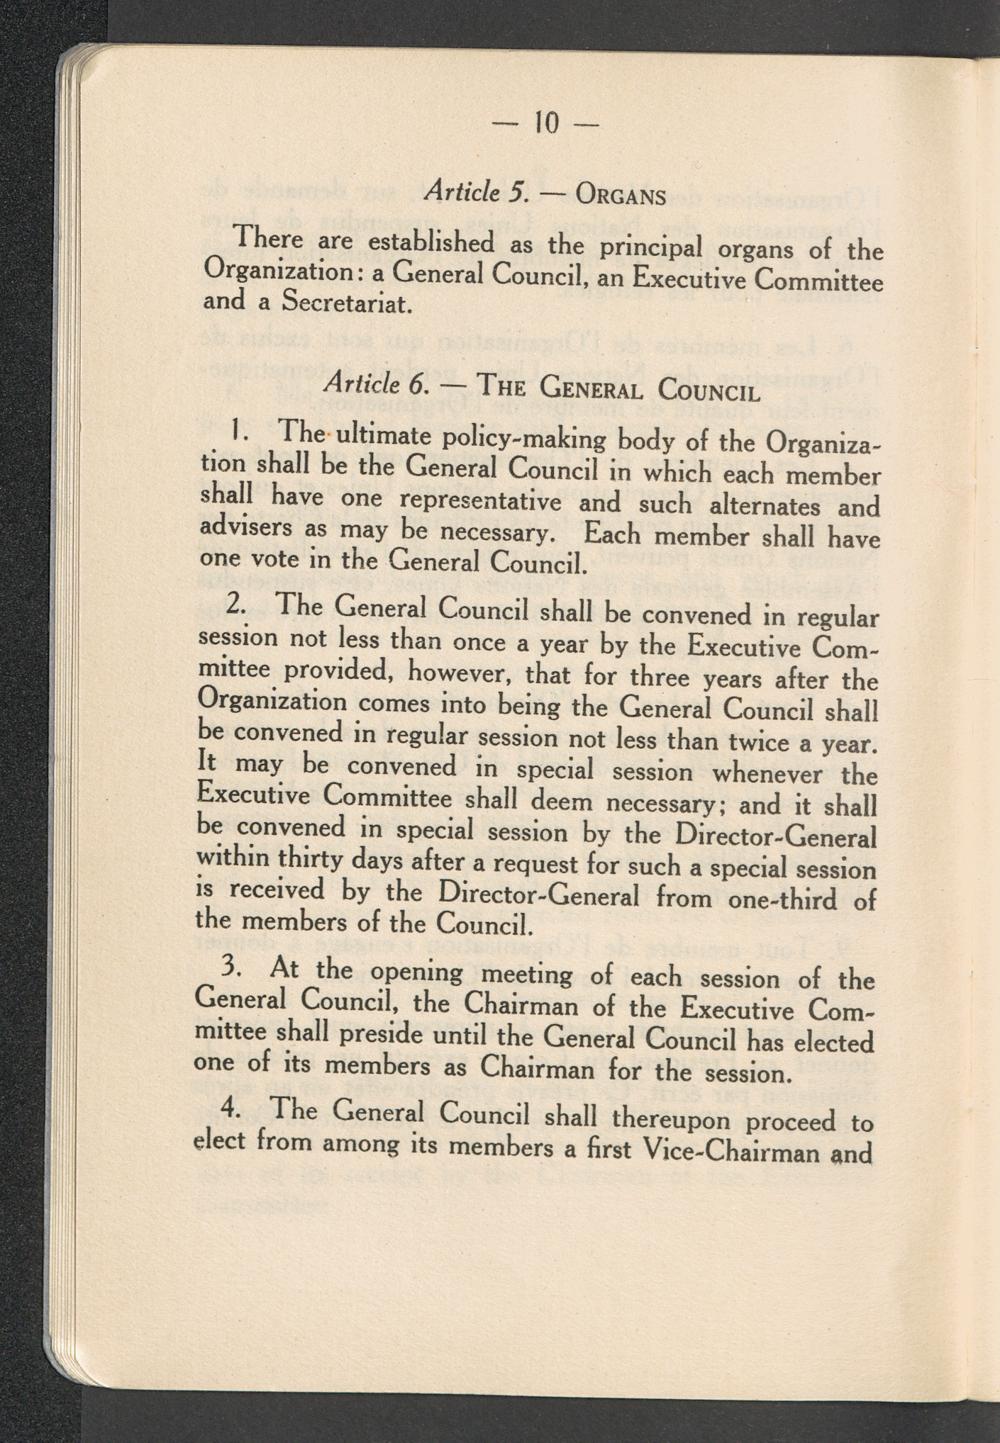 — 10 —
Article 5. — ORGANS
There are established as the principal organs of the
Organization: a General Council, an Executive Committee
and a Secretariat.
Article 6. — THE GENERAL COUNCIL
1. The ultimate policy-making body of the Organiza-
tion shall be the General Council in which each member
shall have one representative and such alternates and
advisers as may be necessary. Each member shall have
one vote in the General Council.
2. The General Council shall be convened in regular
session not less than once a year by the Executive Com-
mittee provided, however, that for three years after the
Organization comes into being the General Council shall
be convened in regular session not less than twice a year.
It may be convened in special session whenever the
Executive Committee shall deem necessary; and it shall
be convened in special session by the Director-General
within thirty days after a request for such a special session
is received by the Director-General from one-third of
the members of the Council.
3. At the opening meeting of each session of the
General Council, the Chairman of the Executive Com-
mittee shall preside until the General Council has elected
one of its members as Chairman for the session.
4. The General Council shall thereupon proceed to
elect from among its members a first Vice-Chairman and